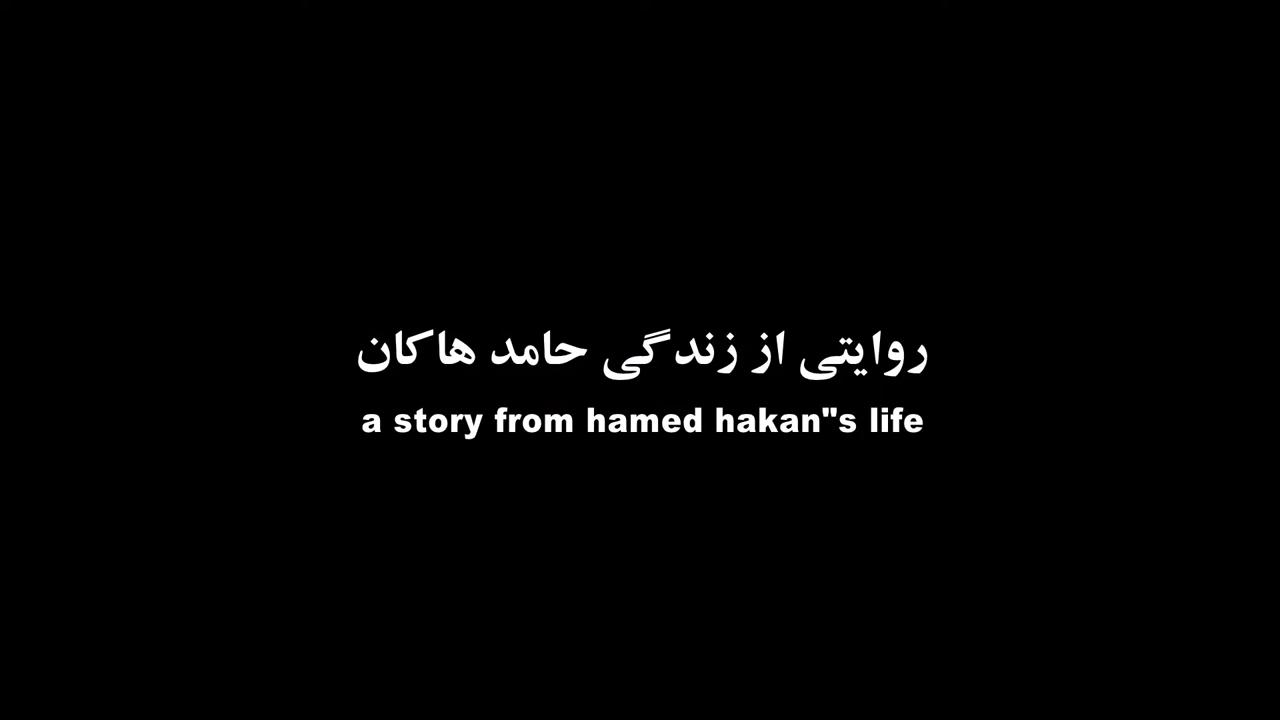 روایتی از زندگی حامد هاکان
a story from hamed hakan"s life